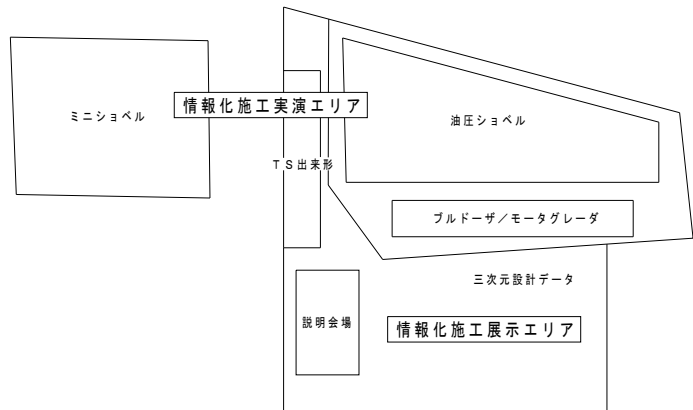 ミニショベル
情報化施工実演エリア
油圧ショベル
TS出来形
ブルドーザ／モータグレーダ
三次元設計データ
説明会場
情報化施工展示エリア